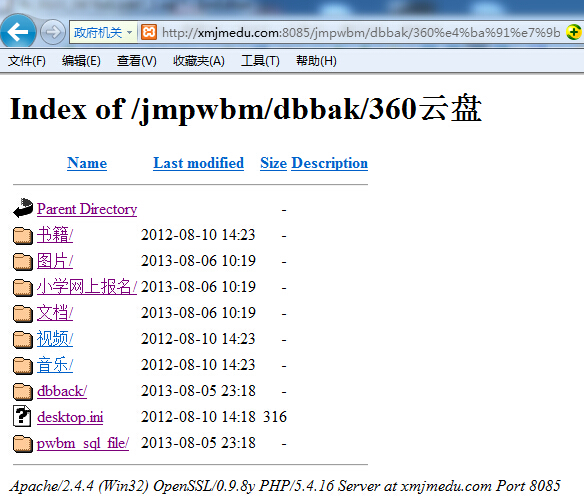 政府机关 http://xmjmedu.com:8085/jmpwbm/dbbak/360%e4%ba%91%e7%9b
文件(F) 编辑(E) 查看(V) 收藏夹(A) 工具(T) 帮助(H)
Index of /jmpwbm/dbbak/360云盘
Name Last modified Size Description
Parent Directory -
书籍/ 2012-08-10 14:23 -
图片/ 2013-08-06 10:19 -
小学网上报名/ 2013-08-06 10:19 -
文档/ 2013-08-06 10:19 -
视频/ 2012-08-10 14:23 -
音乐/ 2012-08-10 14:23 -
dbback/ 2013-08-05 23:18 -
desktop.ini 2012-08-10 14:18 316
pwbm_sql_file/ 2013-08-05 23:18 -
Apache/2.4.4 (Win32) OpenSSL/0.9.8y PHP/5.4.16 Server at xmjmedu.com Port 8085